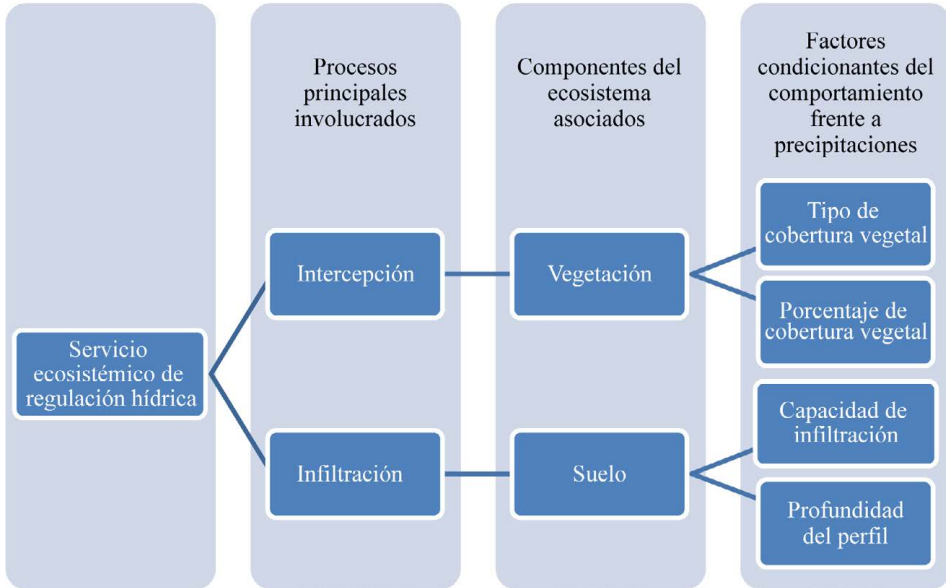 Procesos
principales
involucrados
Componentes del
ecosistema
asociados
Factores
condicionantes del
comportamiento
frente a
precipitaciones
Servicio
ecosistémico de
regulación hídrica
Intercepción
Vegetación
Tipo de
cobertura vegetal
Porcentaje de
cobertura vegetal
Infiltración
Suelo
Capacidad de
infiltración
Profundidad
del perfil